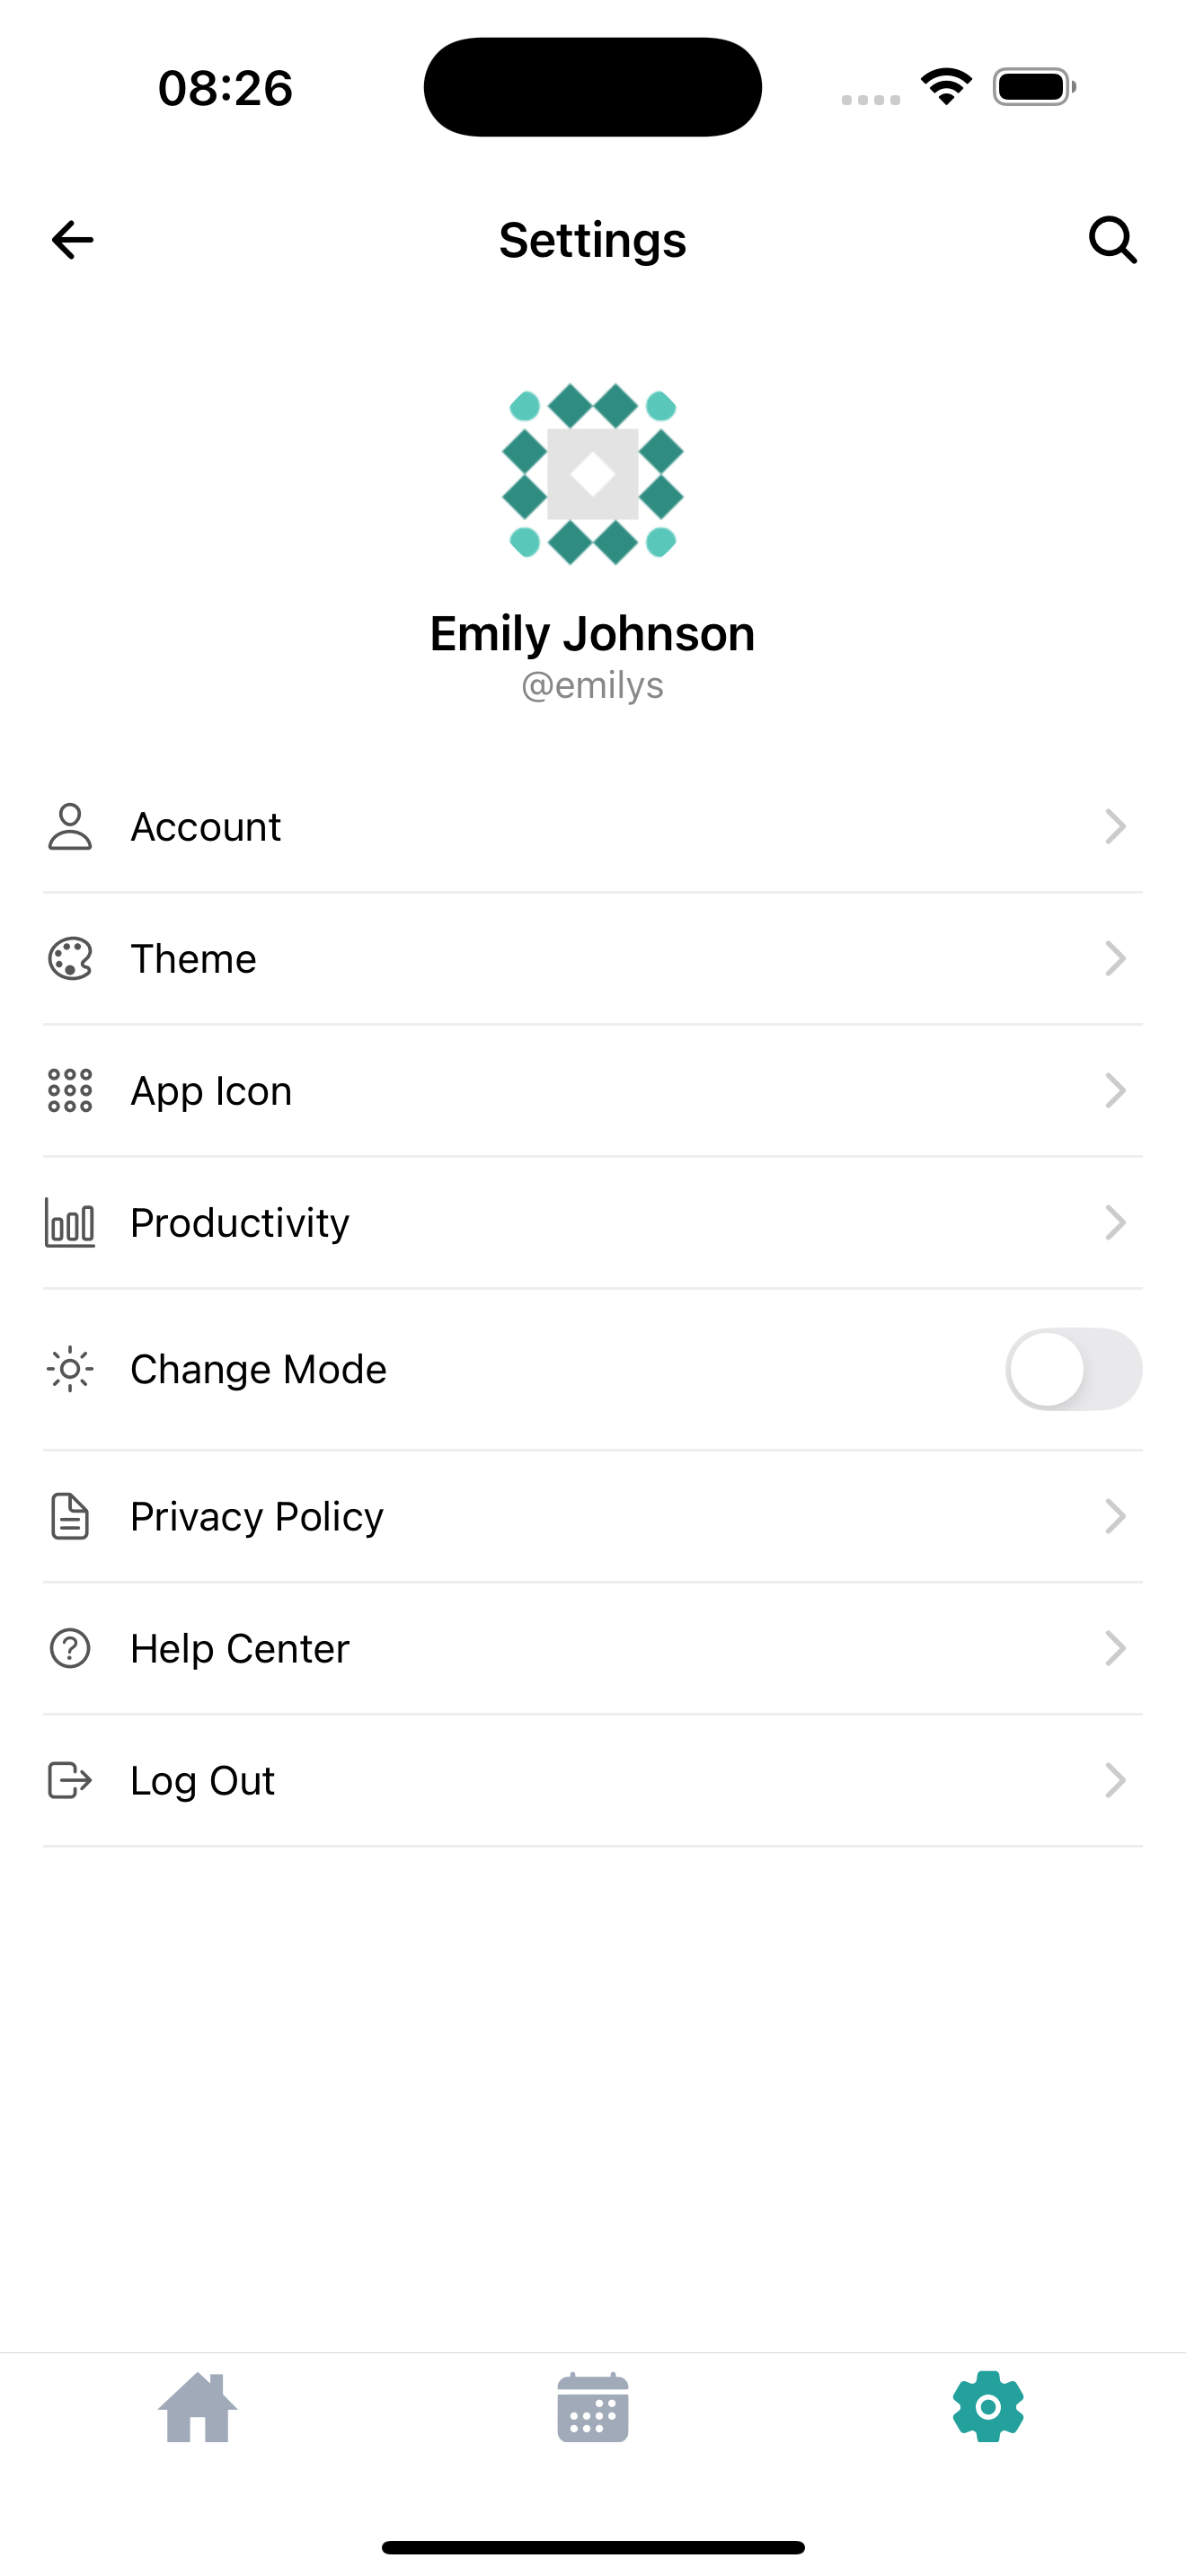 08:26
Settings
Emily Johnson
@emilys
Account
Theme
App Icon
Productivity
Change Mode
Privacy Policy
Help Center
Log Out